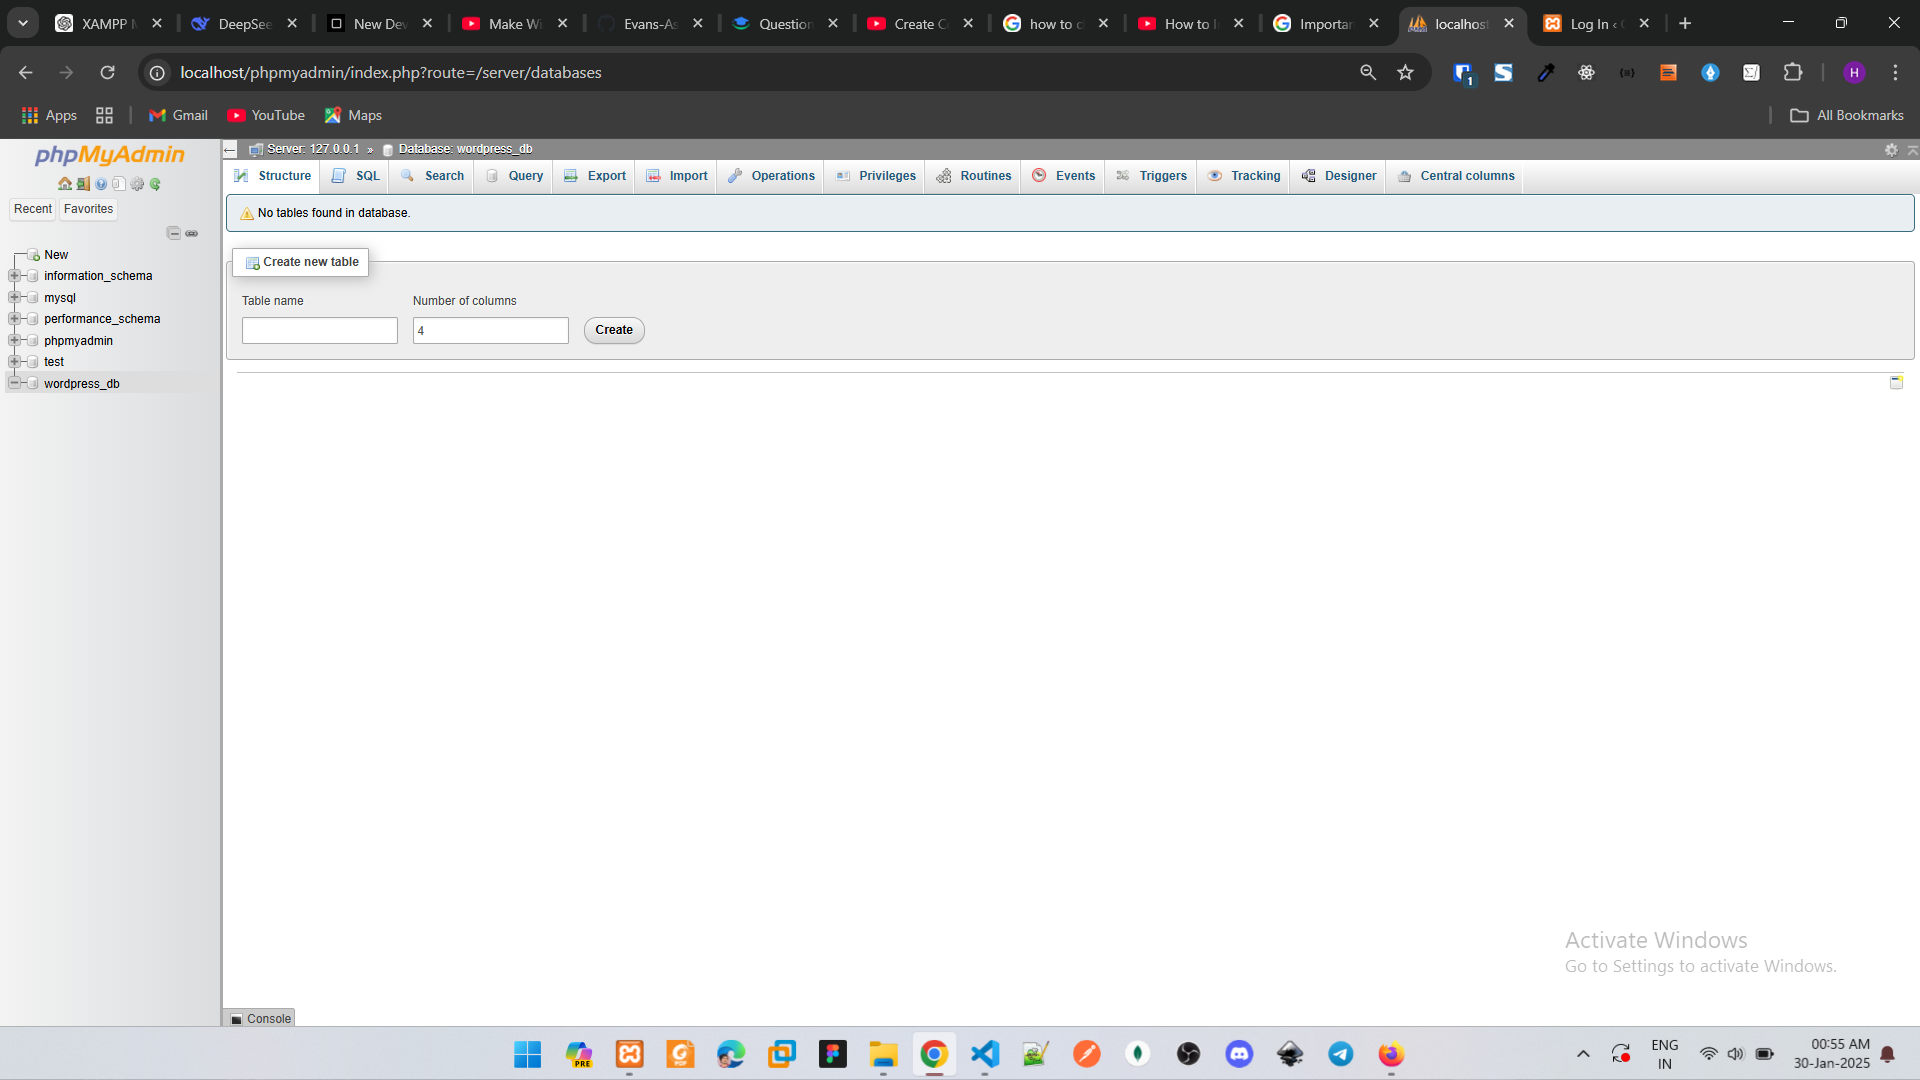 XAMPP
DeepSee
New Dev
Make Wi
Evans-As
Question
Create C
how to c
How to I
Importan
localhost
Log In ‹
localhost/phpmyadmin/index.php?route=/server/databases
1
H
Apps
Gmail
YouTube
Maps
All Bookmarks
phpMyAdmin
Server: 127.0.0.1 » Database: wordpress_db
Structure
SQL
Search
Query
Export
Import
Operations
Privileges
Routines
Events
Triggers
Tracking
Designer
Central columns
Recent
Favorites
New
information_schema
mysql
performance_schema
phpmyadmin
test
wordpress_db
No tables found in database.
Create new table
Table name
Number of columns
4
Create
Activate Windows
Go to Settings to activate Windows.
Console
PRE
ENG
IN
00:55 AM
30-Jan-2025